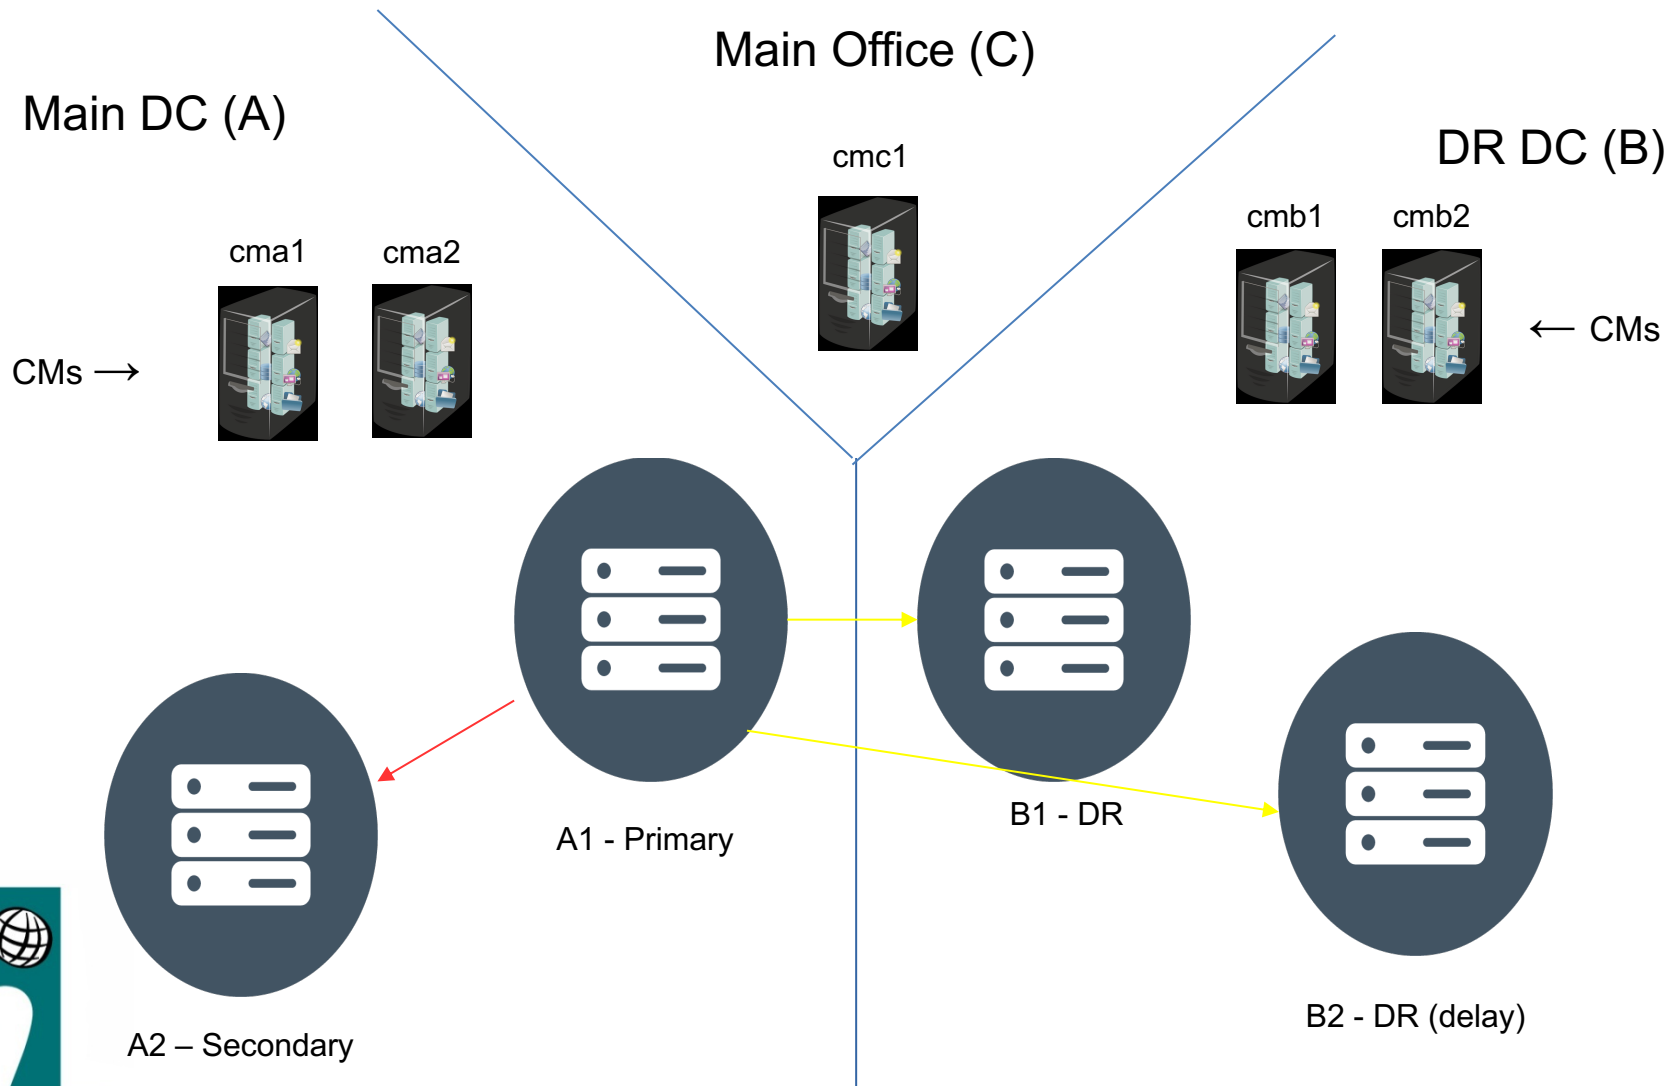 Main Office (C)
Main DC (A)
DR DC (B)
cmc1
cma1
cma2
cmb1
cmb2
CMs →
← CMs
A1 - Primary
B1 - DR
A2 – Secondary
B2 - DR (delay)